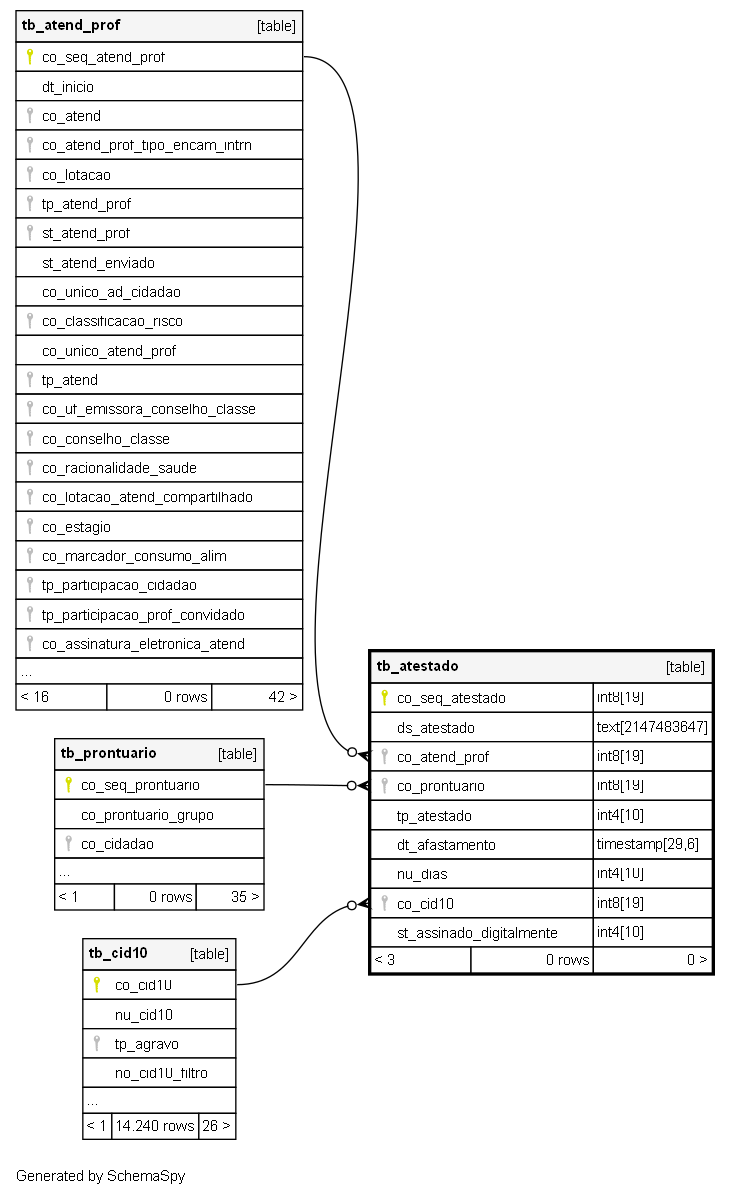 tb_atend_prof [table]
co_seq_atend_prof
dt_inicio
co_atend
co_atend_prof_tipo_encam_intrn
co_lotacao
tp_atend_prof
st_atend_prof
st_atend_enviado
co_unico_ad_cidadao
co_classificacao_risco
co_unico_atend_prof
tp_atend
co_uf_emissora_conselho_classe
co_conselho_classe
co_racionalidade_saude
co_lotacao_atend_compartilhado
co_estagio
co_marcador_consumo_alim
tp_participacao_cidadao
tp_participacao_prof_convidado
co_assinatura_eletronica_atend
...
< 16 0 rows 42 >
tb_atestado [table]
co_seq_atestado int8[19]
ds_atestado text[2147483647]
co_atend_prof int8[19]
co_prontuario int8[19]
tp_atestado int4[10]
dt_afastamento timestamp[29,6]
nu_dias int4[10]
co_cid10 int8[19]
st_assinado_digitalmente int4[10]
< 3 0 rows 0 >
tb_prontuario [table]
co_seq_prontuario
co_prontuario_grupo
co_cidadao
...
< 1 0 rows 35 >
tb_cid10 [table]
co_cid10
nu_cid10
tp_agravo
no_cid10_filtro
...
< 1 14.240 rows 26 >
Generated by SchemaSpy